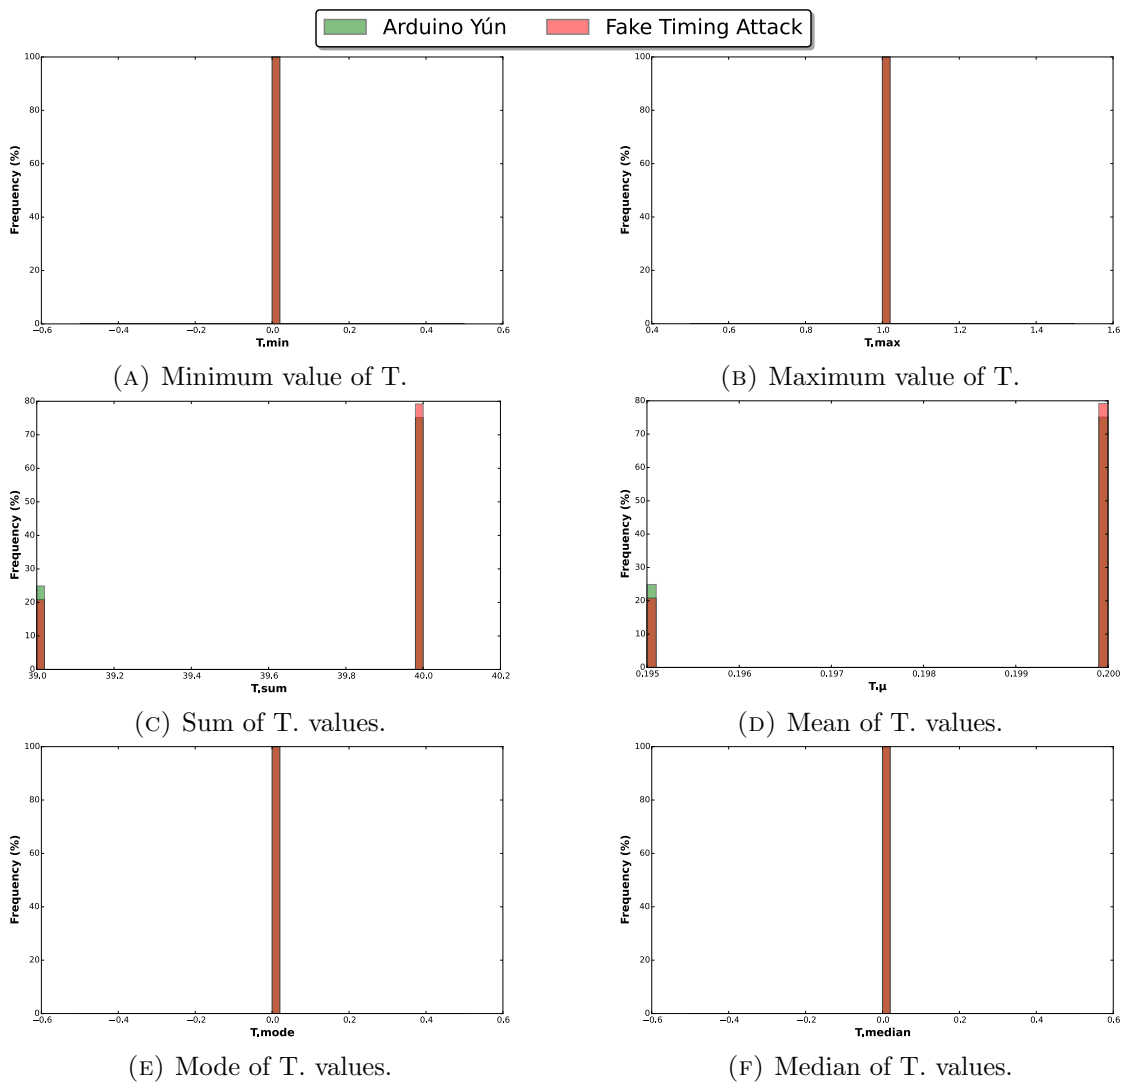 Arduino Yún Fake Timing Attack
100
80
60
40
20
0
Frequency (%)
−0.6 −0.4 −0.2 0.0 0.2 0.4 0.6
T.min
(A) Minimum value of T.
100
80
60
40
20
0
Frequency (%)
0.4 0.6 0.8 1.0 1.2 1.4 1.6
T.max
(B) Maximum value of T.
80
70
60
50
40
30
20
10
0
Frequency (%)
39.0 39.2 39.4 39.6 39.8 40.0 40.2
T.sum
(C) Sum of T. values.
80
70
60
50
40
30
20
10
0
Frequency (%)
0.195 0.196 0.197 0.198 0.199 0.200
T.µ
(D) Mean of T. values.
100
80
60
40
20
0
Frequency (%)
−0.6 −0.4 −0.2 0.0 0.2 0.4 0.6
T.mode
(E) Mode of T. values.
100
80
60
40
20
0
Frequency (%)
−0.6 −0.4 −0.2 0.0 0.2 0.4 0.6
T.median
(F) Median of T. values.